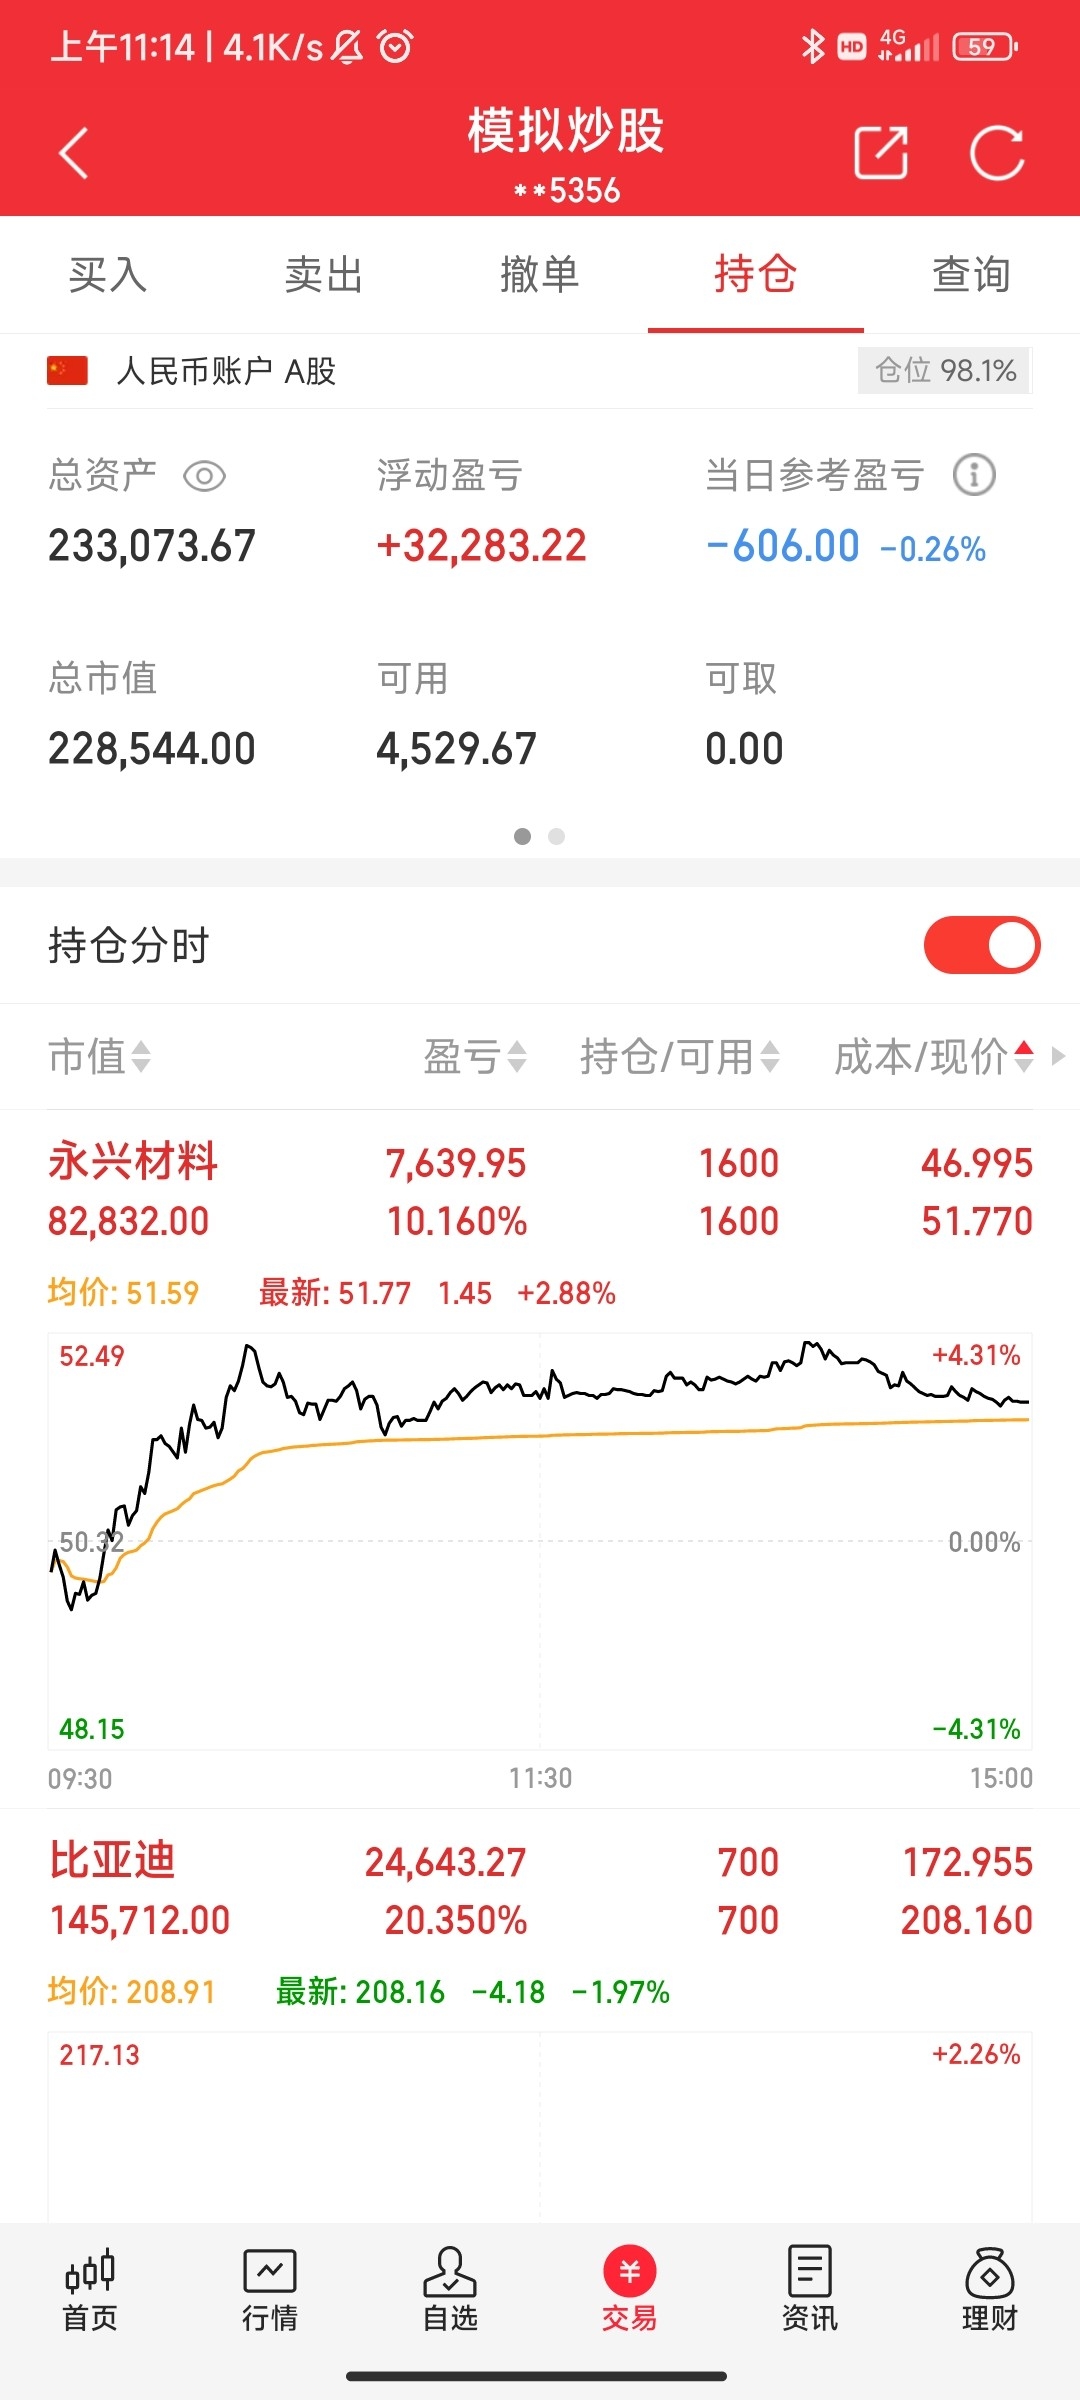 上午11:14 | 4.1K/s
HD 4G 59
模拟炒股
**5356
买入 卖出 撤单 持仓 查询
人民币账户 A股 仓位 98.1%
总资产 浮动盈亏 当日参考盈亏
233,073.67 +32,283.22 -606.00 -0.26%
总市值 可用 可取
228,544.00 4,529.67 0.00
持仓分时
市值 盈亏 持仓/可用 成本/现价
永兴材料 7,639.95 1600 46.995
82,832.00 10.160% 1600 51.770
均价: 51.59 最新: 51.77 1.45 +2.88%
52.49 +4.31%
50.32 0.00%
48.15 -4.31%
09:30 11:30 15:00
比亚迪 24,643.27 700 172.955
145,712.00 20.350% 700 208.160
均价: 208.91 最新: 208.16 -4.18 -1.97%
217.13 +2.26%
首页 行情 自选 交易 资讯 理财